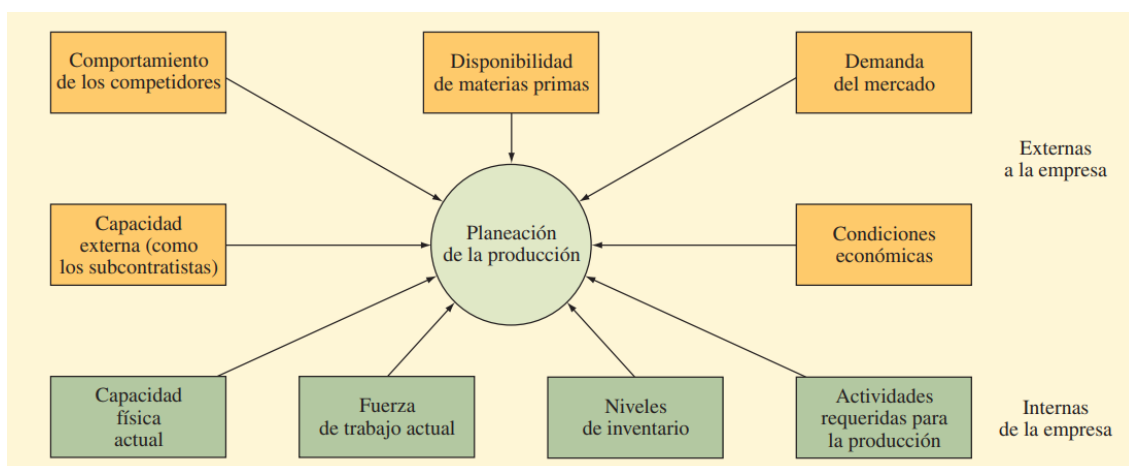 Comportamiento
de los competidores
Disponibilidad
de materias primas
Demanda
del mercado
Externas
a la empresa
Capacidad
externa (como
los subcontratistas)
Planeación
de la producción
Condiciones
económicas
Capacidad
física
actual
Fuerza
de trabajo actual
Niveles
de inventario
Actividades
requeridas para
la producción
Internas
de la empresa